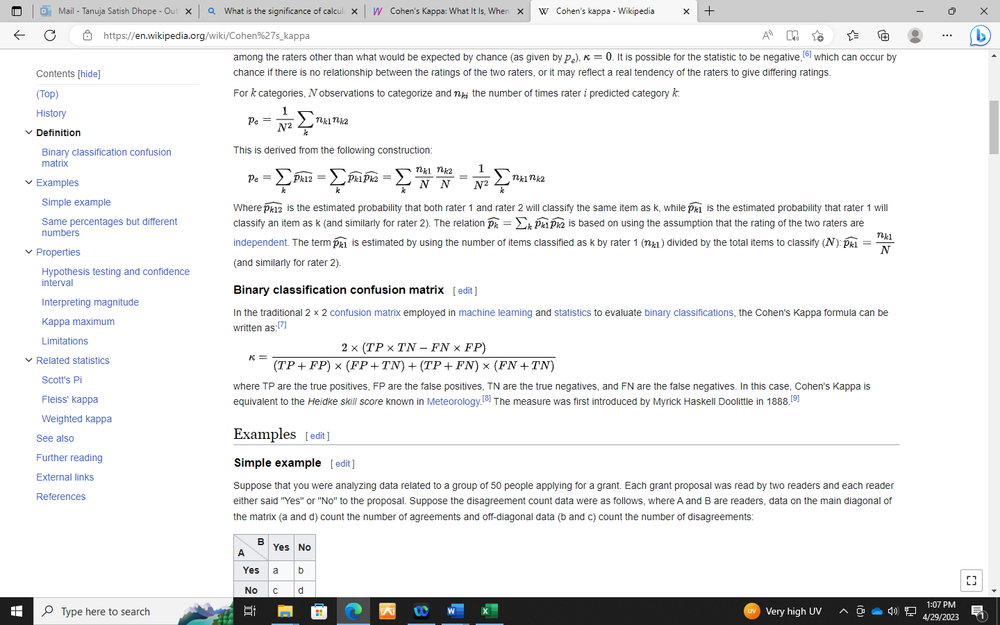 Mail - Tanuja Satish Dhope - Out
What is the significance of calcul
Cohen's Kappa: What It Is, When
Cohen's kappa - Wikipedia
https://en.wikipedia.org/wiki/Cohen%27s_kappa
Contents [hide]
(Top)
History
Definition
Binary classification confusion
matrix
Examples
Simple example
Same percentages but different
numbers
Properties
Hypothesis testing and confidence
interval
Interpreting magnitude
Kappa maximum
Limitations
Related statistics
Scott's Pi
Fleiss' kappa
Weighted kappa
See also
Further reading
External links
References
among the raters other than what would be expected by chance (as given by pₑ), κ = 0. It is possible for the statistic to be negative,[6] which can occur by
chance if there is no relationship between the ratings of the two raters, or it may reflect a real tendency of the raters to give differing ratings.
For k categories, N observations to categorize and n_{ki} the number of times rater i predicted category k:
p_e = \frac{1}{N^2} \sum_k n_{k1} n_{k2}
This is derived from the following construction:
p_e = \sum_k \widehat{p_{k12}} = \sum_k \widehat{p_{k1}} \widehat{p_{k2}} = \sum_k \frac{n_{k1}}{N} \frac{n_{k2}}{N} = \frac{1}{N^2} \sum_k n_{k1} n_{k2}
Where \widehat{p_{k12}} is the estimated probability that both rater 1 and rater 2 will classify the same item as k, while \widehat{p_{k1}} is the estimated probability that rater 1 will
classify an item as k (and similarly for rater 2). The relation \widehat{p_k} = \sum_k \widehat{p_{k1}} \widehat{p_{k2}} is based on using the assumption that the rating of the two raters are
independent. The term \widehat{p_{k1}} is estimated by using the number of items classified as k by rater 1 (n_{k1}) divided by the total items to classify (N): \widehat{p_{k1}} = \frac{n_{k1}}{N}
(and similarly for rater 2).
Binary classification confusion matrix [ edit ]
In the traditional 2 × 2 confusion matrix employed in machine learning and statistics to evaluate binary classifications, the Cohen's Kappa formula can be
written as:[7]
κ = \frac{2 × (TP × TN − FN × FP)}{(TP + FP) × (FP + TN) + (TP + FN) × (FN + TN)}
where TP are the true positives, FP are the false positives, TN are the true negatives, and FN are the false negatives. In this case, Cohen's Kappa is
equivalent to the Heidke skill score known in Meteorology.[8] The measure was first introduced by Myrick Haskell Doolittle in 1888.[9]
Examples [ edit ]
Simple example [ edit ]
Suppose that you were analyzing data related to a group of 50 people applying for a grant. Each grant proposal was read by two readers and each reader
either said "Yes" or "No" to the proposal. Suppose the disagreement count data were as follows, where A and B are readers, data on the main diagonal of
the matrix (a and d) count the number of agreements and off-diagonal data (b and c) count the number of disagreements:
B
A
Yes No
Yes a b
No c d
Type here to search
UV
Very high UV
1:07 PM
4/29/2023
1